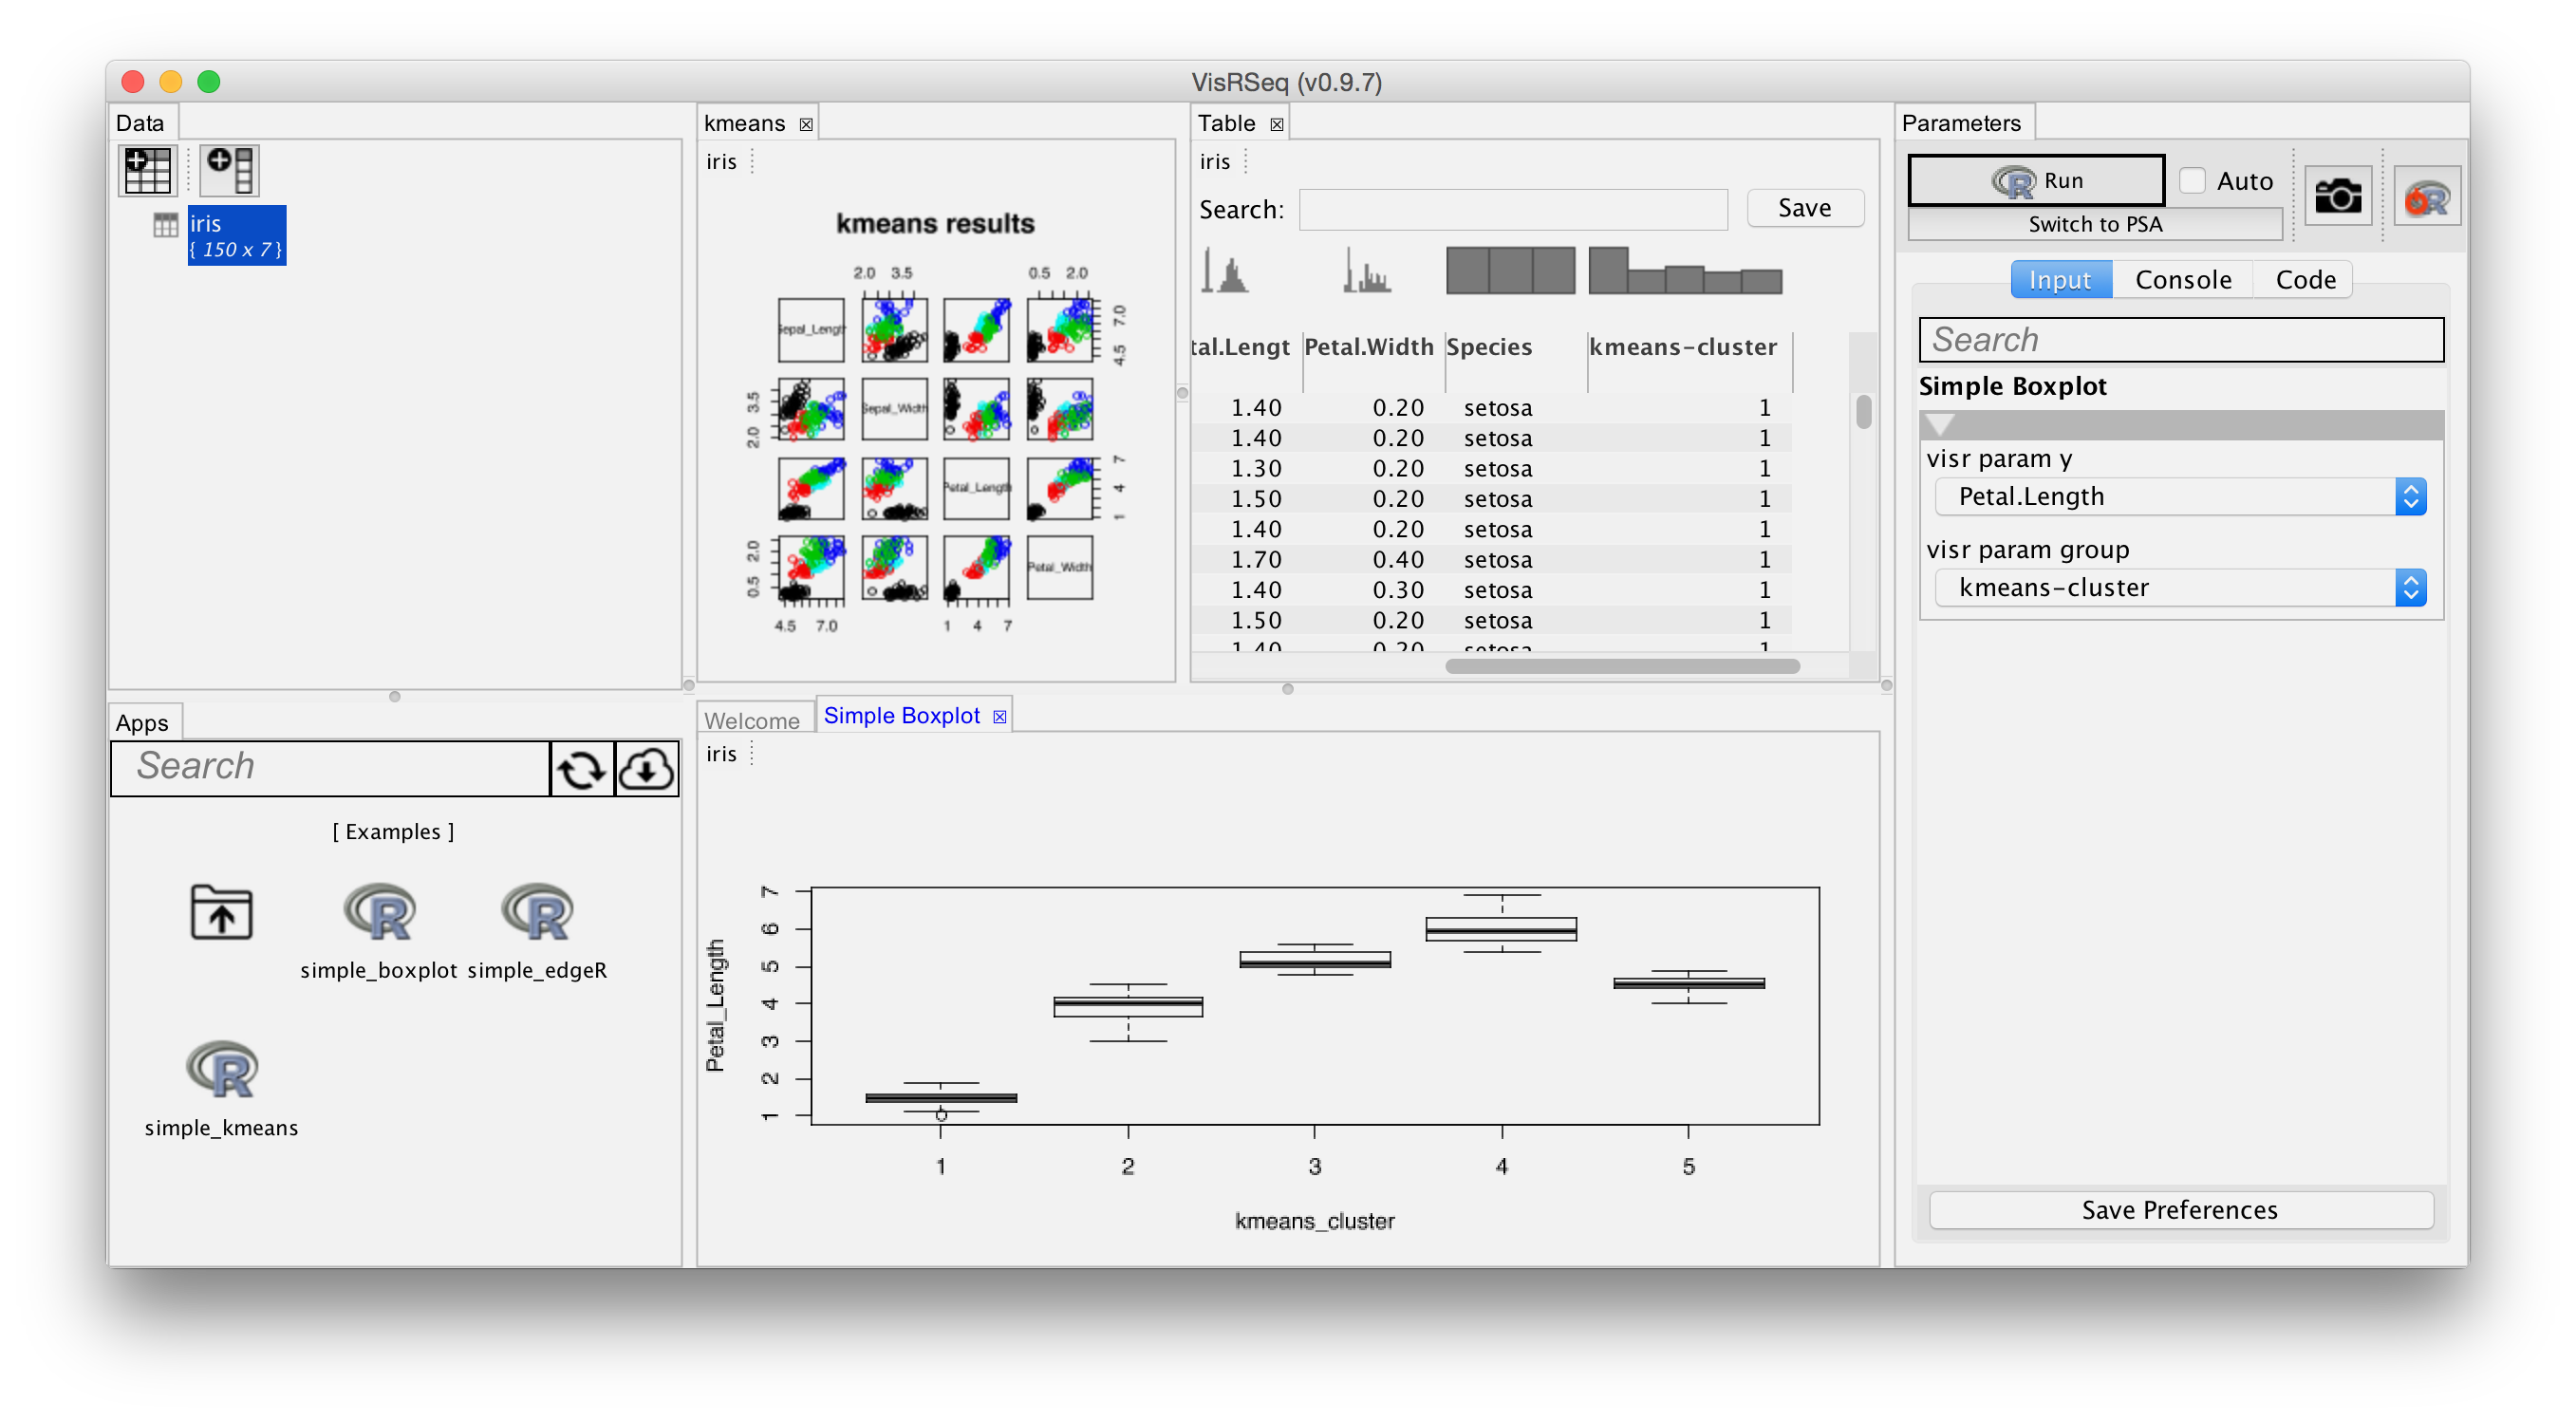 VisRSeq (v0.9.7)
Data
iris
{ 150 x 7 }
kmeans
iris
kmeans results
2.0 3.5
0.5 2.0
Sepal_Length
4.5 7.0
2.0 3.5
Sepal_Width
Petal_Length
1 4 7
0.5 2.0
Petal_Width
4.5 7.0
1 4 7
Table
iris
Search:
Save
tal.Lengt Petal.Width Species kmeans-cluster
1.40 0.20 setosa 1
1.40 0.20 setosa 1
1.30 0.20 setosa 1
1.50 0.20 setosa 1
1.40 0.20 setosa 1
1.70 0.40 setosa 1
1.40 0.30 setosa 1
1.50 0.20 setosa 1
1.40 0.20 setosa 1
Parameters
R Run
Auto
Switch to PSA
R
Input Console Code
Search
Simple Boxplot
visr param y
Petal.Length
visr param group
kmeans-cluster
Save Preferences
Apps
Search
[ Examples ]
R
simple_boxplot
R
simple_edgeR
R
simple_kmeans
Welcome
Simple Boxplot
iris
Petal_Length
1 2 3 4 5 6 7
1 2 3 4 5
kmeans_cluster